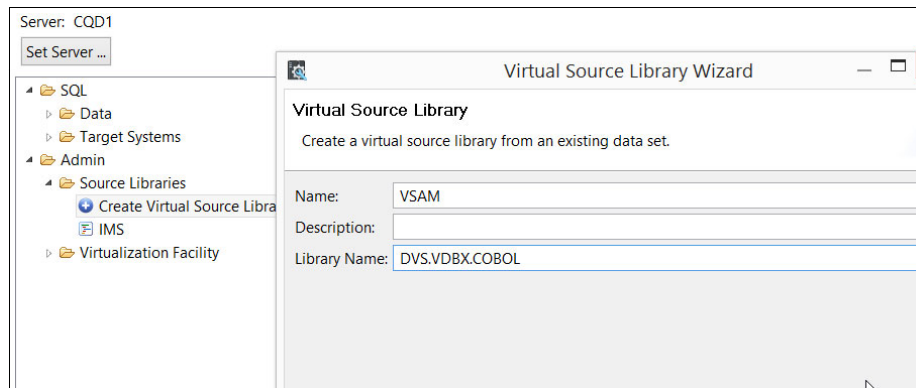 Server: CQD1
Set Server ...
SQL
Data
Target Systems
Admin
Source Libraries
Create Virtual Source Libra
IMS
Virtualization Facility
Virtual Source Library Wizard
Virtual Source Library
Create a virtual source library from an existing data set.
Name: VSAM
Description:
Library Name: DVS.VDBX.COBOL